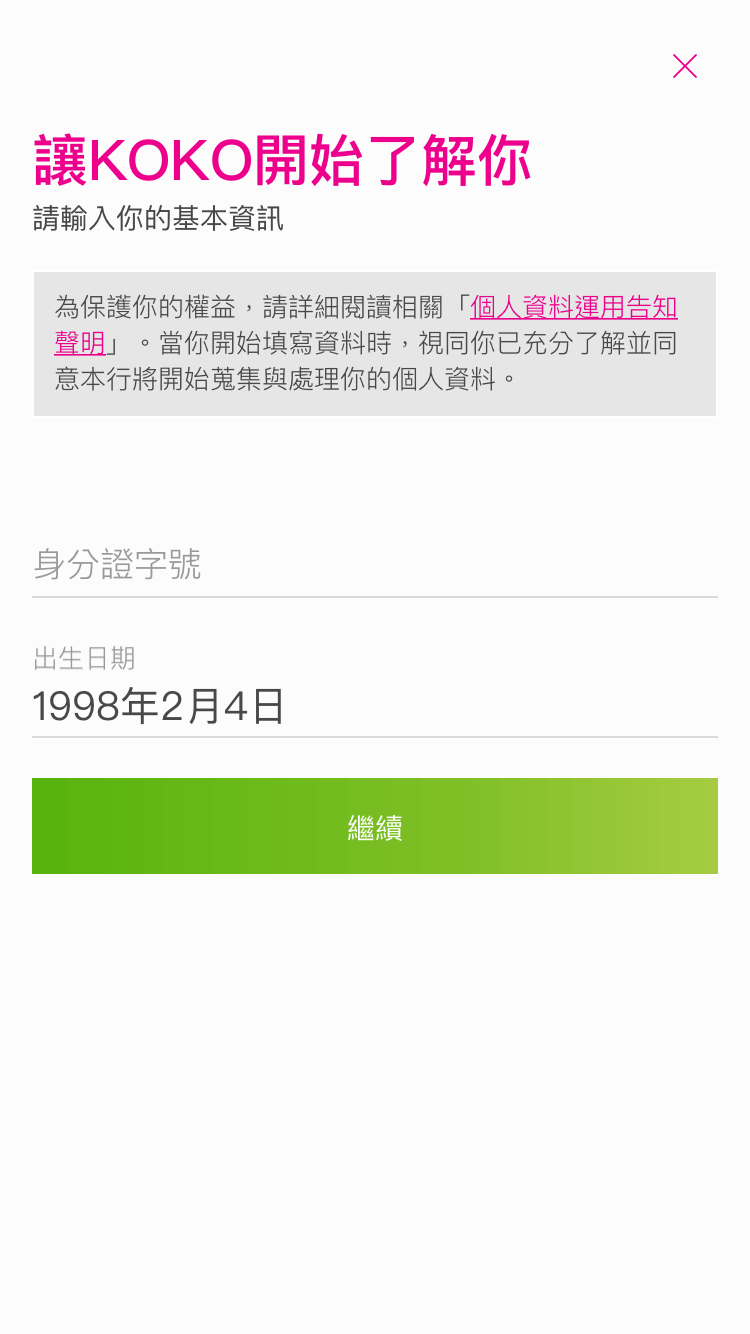 讓KOKO開始了解你
請輸入你的基本資訊
為保護你的權益，請詳細閱讀相關「個人資料運用告知
聲明」。當你開始填寫資料時，視同你已充分了解並同
意本行將開始蒐集與處理你的個人資料。
身分證字號
出生日期
1998年2月4日
繼續